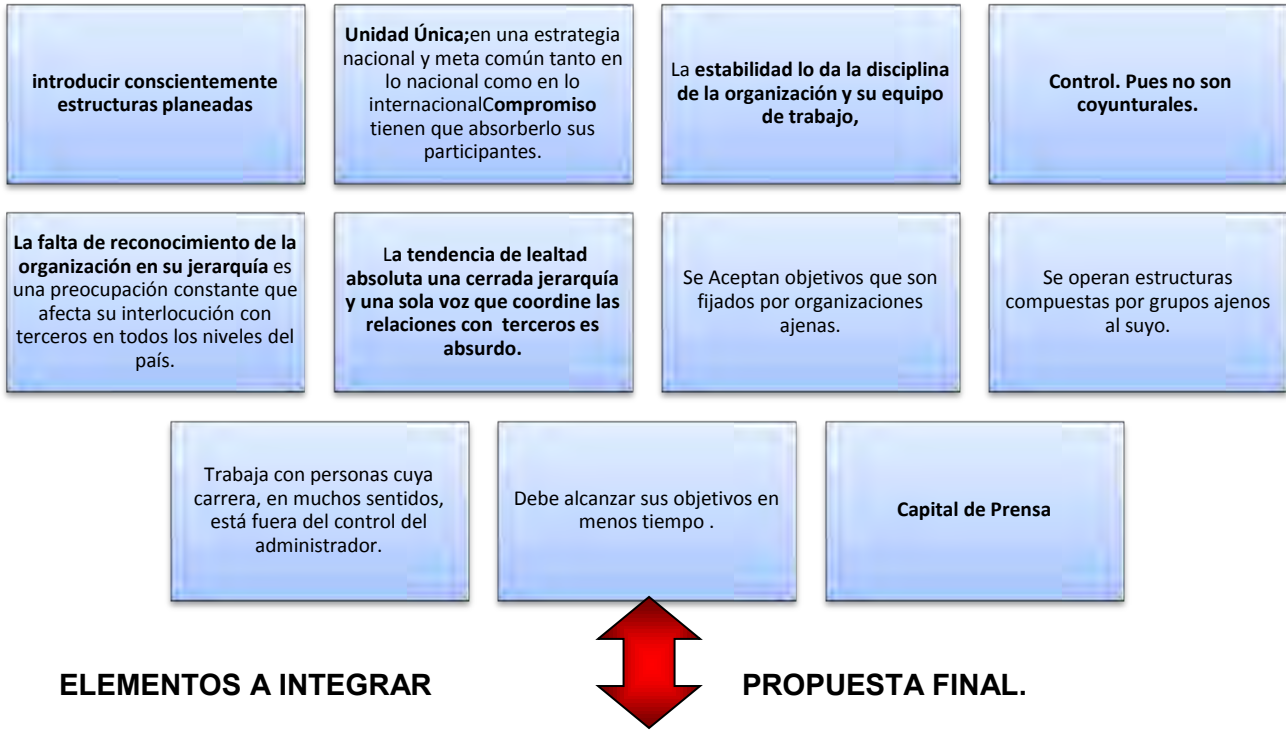 introducir conscientemente
estructuras planeadas
Unidad Única;en una estrategia
nacional y meta común tanto en
lo nacional como en lo
internacionalCompromiso
tienen que absorberlo sus
participantes.
La estabilidad lo da la disciplina
de la organización y su equipo
de trabajo,
Control. Pues no son
coyunturales.
La falta de reconocimiento de la
organización en su jerarquía es
una preocupación constante que
afecta su interlocución con
terceros en todos los niveles del
país.
La tendencia de lealtad
absoluta una cerrada jerarquía
y una sola voz que coordine las
relaciones con terceros es
absurdo.
Se Aceptan objetivos que son
fijados por organizaciones
ajenas.
Se operan estructuras
compuestas por grupos ajenos
al suyo.
Trabaja con personas cuya
carrera, en muchos sentidos,
está fuera del control del
administrador.
Debe alcanzar sus objetivos en
menos tiempo .
Capital de Prensa
ELEMENTOS A INTEGRAR
PROPUESTA FINAL.